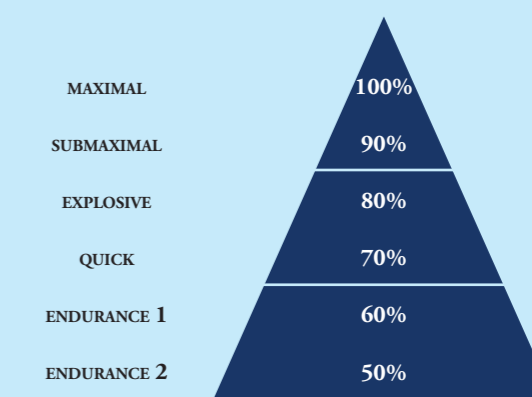 MAXIMAL 100%
SUBMAXIMAL 90%
EXPLOSIVE 80%
QUICK 70%
ENDURANCE 1 60%
ENDURANCE 2 50%